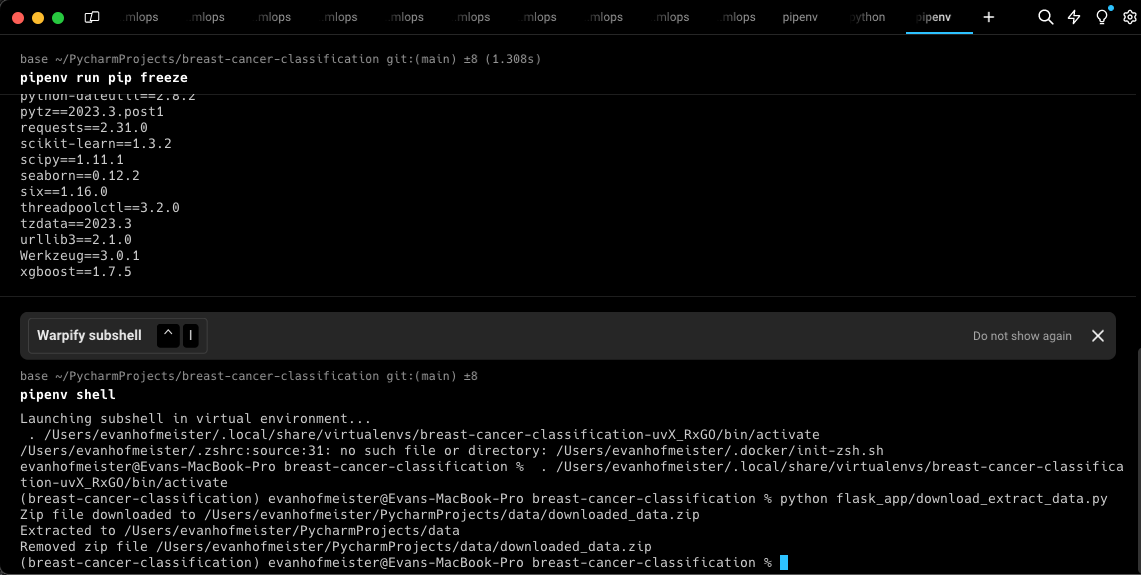 mlops mlops mlops mlops mlops mlops mlops mlops mlops mlops pipenv python pipenv +
base ~/PycharmProjects/breast-cancer-classification git:(main) ±8 (1.308s)
pipenv run pip freeze
python-dateutil==2.8.2
pytz==2023.3.post1
requests==2.31.0
scikit-learn==1.3.2
scipy==1.11.1
seaborn==0.12.2
six==1.16.0
threadpoolctl==3.2.0
tzdata==2023.3
urllib3==2.1.0
Werkzeug==3.0.1
xgboost==1.7.5
Warpify subshell ^ I Do not show again
base ~/PycharmProjects/breast-cancer-classification git:(main) ±8
pipenv shell
Launching subshell in virtual environment...
 . /Users/evanhofmeister/.local/share/virtualenvs/breast-cancer-classification-uvX_RxGO/bin/activate
/Users/evanhofmeister/.zshrc:source:31: no such file or directory: /Users/evanhofmeister/.docker/init-zsh.sh
evanhofmeister@Evans-MacBook-Pro breast-cancer-classification %  . /Users/evanhofmeister/.local/share/virtualenvs/breast-cancer-classifica
tion-uvX_RxGO/bin/activate
(breast-cancer-classification) evanhofmeister@Evans-MacBook-Pro breast-cancer-classification % python flask_app/download_extract_data.py
Zip file downloaded to /Users/evanhofmeister/PycharmProjects/data/downloaded_data.zip
Extracted to /Users/evanhofmeister/PycharmProjects/data
Removed zip file /Users/evanhofmeister/PycharmProjects/data/downloaded_data.zip
(breast-cancer-classification) evanhofmeister@Evans-MacBook-Pro breast-cancer-classification %